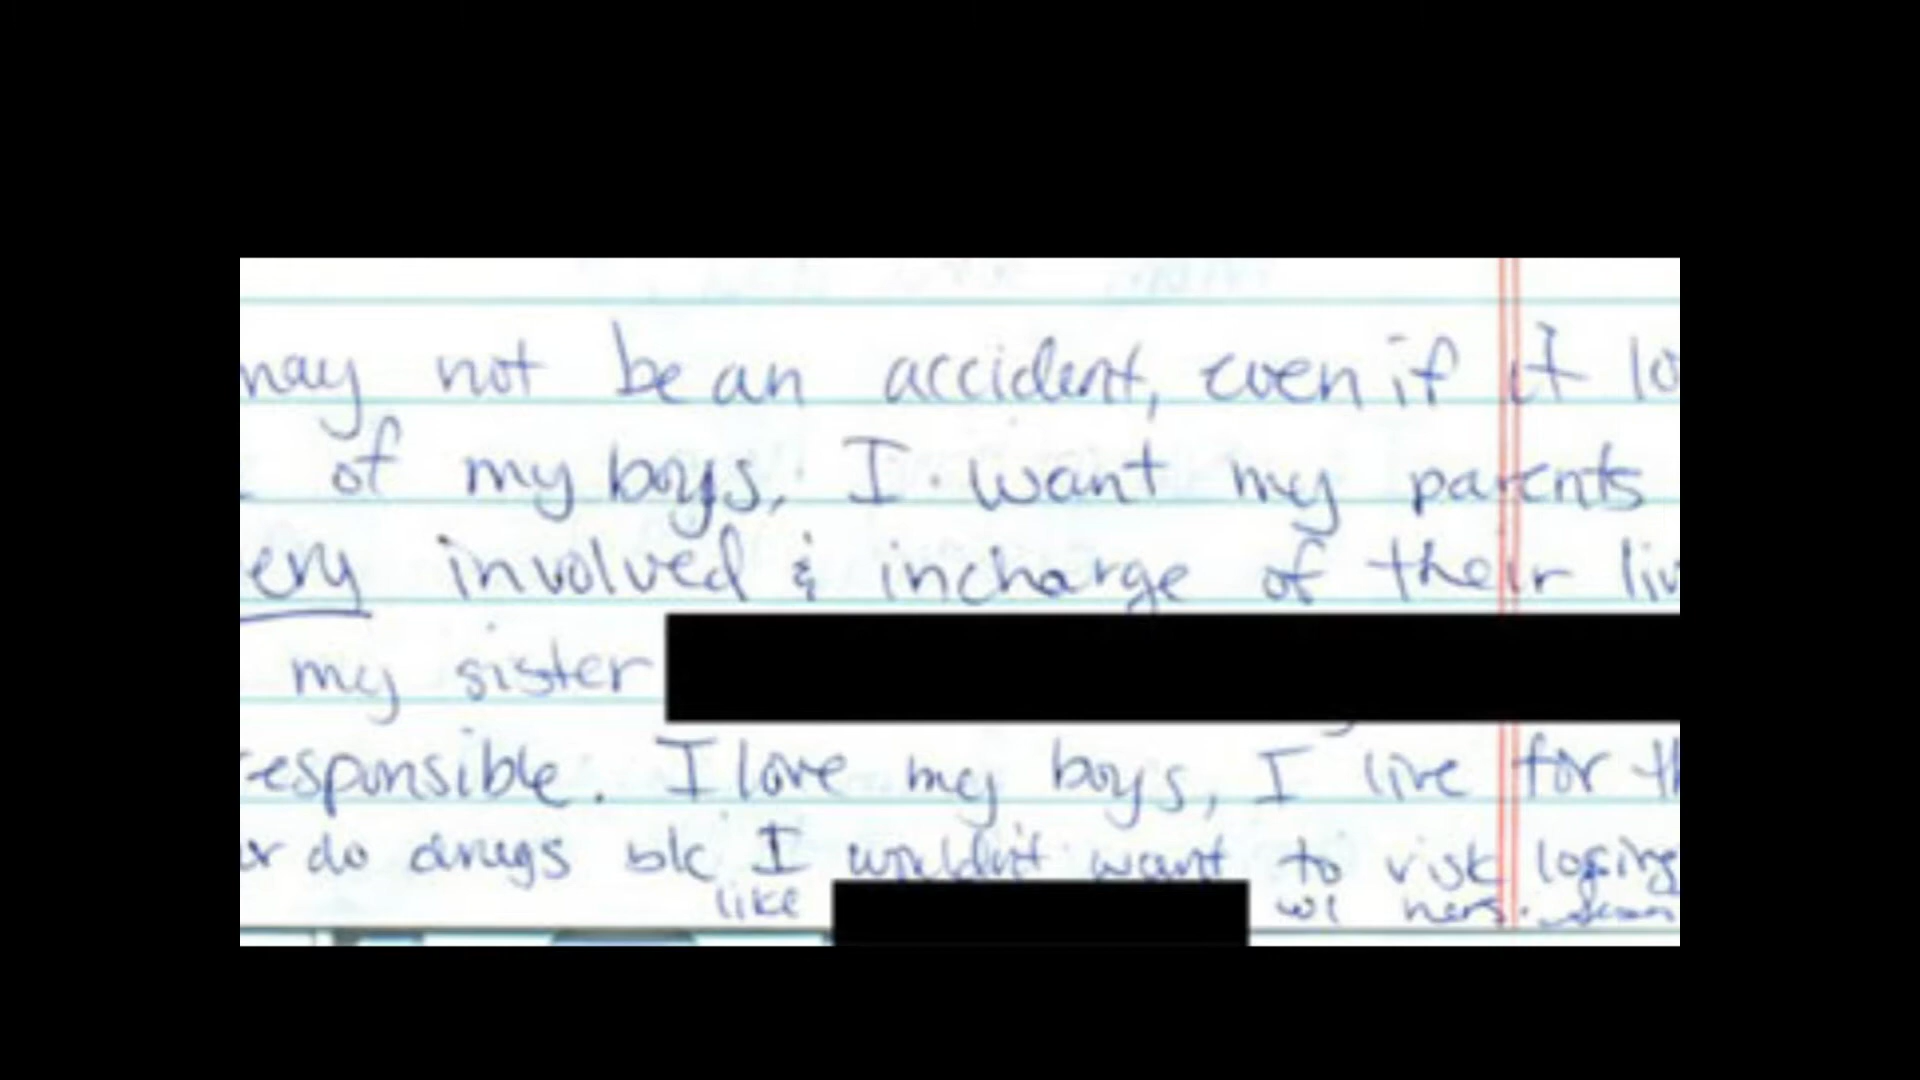 may not be an accident, even if it lo
of my boys, I want my parents
ery involved & incharge of their liv
my sister
responsible. I love my boys, I live for th
or do drugs b/c I wouldn't want to risk losing
like w/ hers.